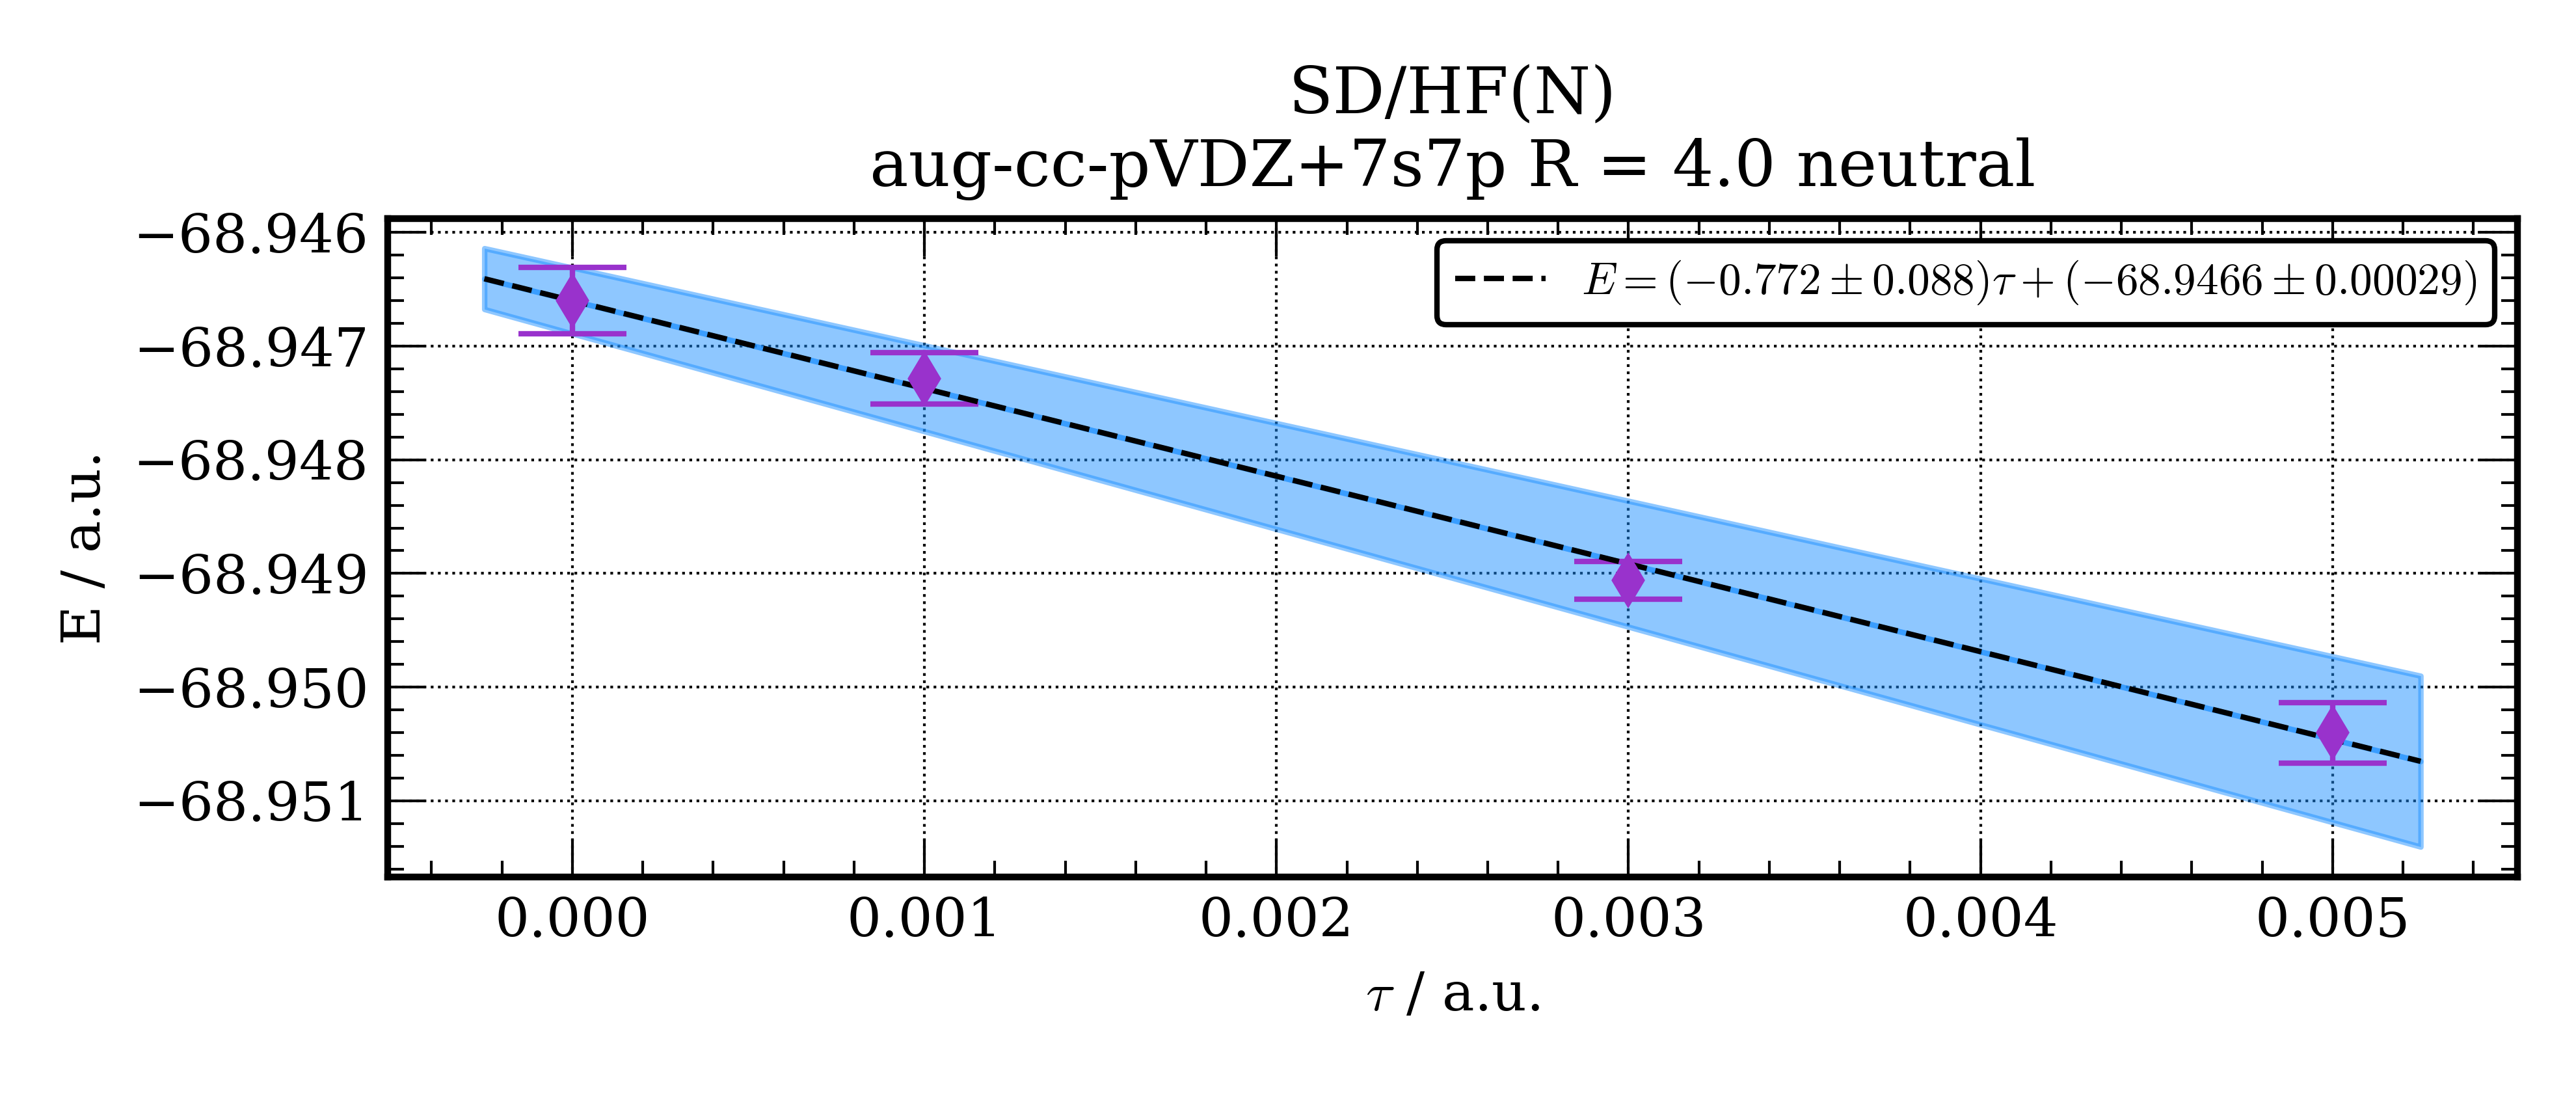 SD/HF(N)
aug-cc-pVDZ+7s7p R = 4.0 neutral
E = (−0.772 ± 0.088)τ + (−68.9466 ± 0.00029)
E / a.u.
−68.946
−68.947
−68.948
−68.949
−68.950
−68.951
0.000 0.001 0.002 0.003 0.004 0.005
τ / a.u.